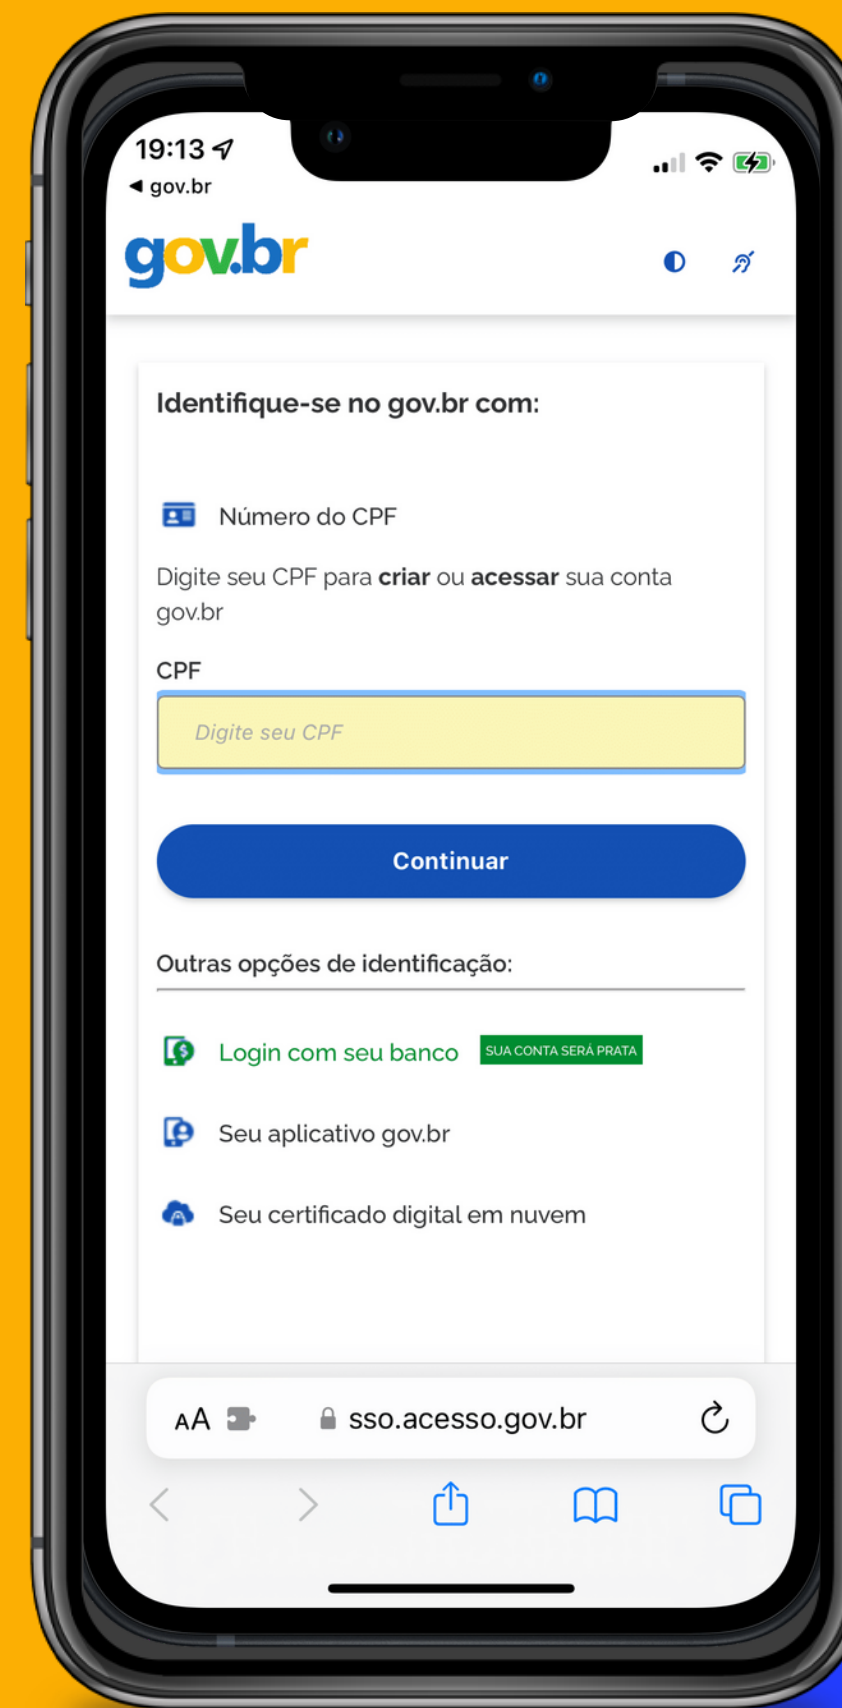 19:13
◀ gov.br
gov.br
Identifique-se no gov.br com:
Número do CPF
Digite seu CPF para criar ou acessar sua conta
gov.br
CPF
Digite seu CPF
Continuar
Outras opções de identificação:
Login com seu banco SUA CONTA SERÁ PRATA
Seu aplicativo gov.br
Seu certificado digital em nuvem
AA sso.acesso.gov.br